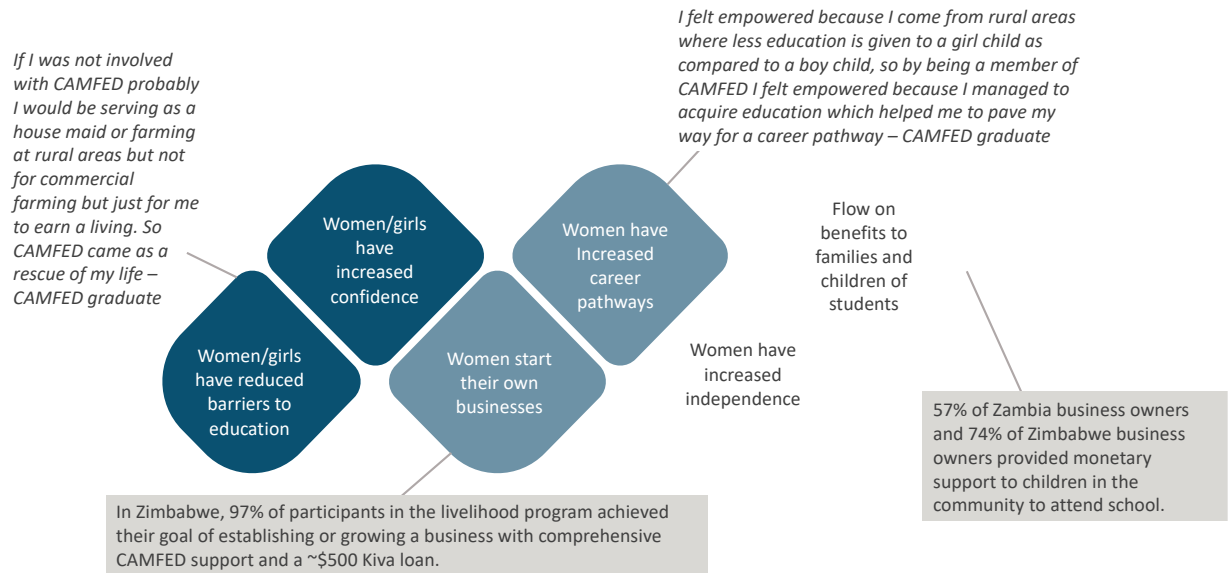 I felt empowered because I come from rural areas
where less education is given to a girl child as
compared to a boy child, so by being a member of
CAMFED I felt empowered because I managed to
acquire education which helped me to pave my
way for a career pathway – CAMFED graduate
If I was not involved
with CAMFED probably
I would be serving as a
house maid or farming
at rural areas but not
for commercial
farming but just for me
to earn a living. So
CAMFED came as a
rescue of my life –
CAMFED graduate
Women/girls
have
increased
confidence
Women have
Increased
career
pathways
Flow on
benefits to
families and
children of
students
Women/girls
have reduced
barriers to
education
Women start
their own
businesses
Women have
increased
independence
57% of Zambia business owners
and 74% of Zimbabwe business
owners provided monetary
support to children in the
community to attend school.
In Zimbabwe, 97% of participants in the livelihood program achieved
their goal of establishing or growing a business with comprehensive
CAMFED support and a ~$500 Kiva loan.